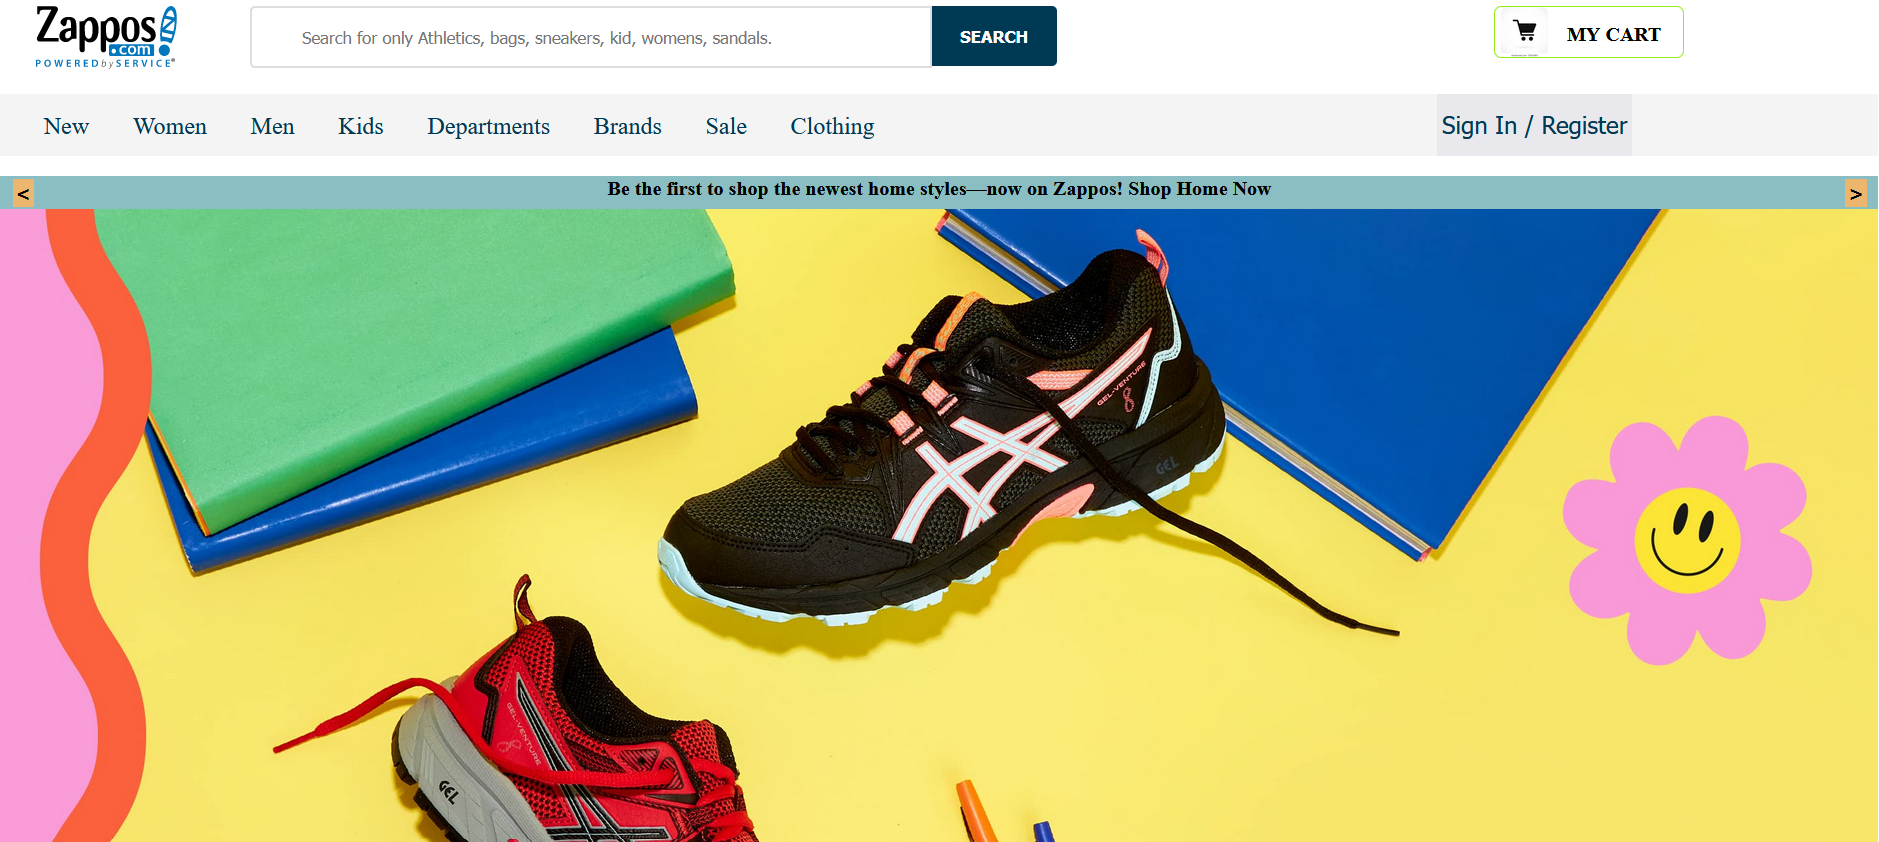 Zappos
.com
POWERED by SERVICE®
Search for only Athletics, bags, sneakers, kid, womens, sandals.
SEARCH
MY CART
New
Women
Men
Kids
Departments
Brands
Sale
Clothing
Sign In / Register
<
Be the first to shop the newest home styles—now on Zappos! Shop Home Now
>
GEL-VENTURE
8
GEL
GEL-VENTURE
8
GEL